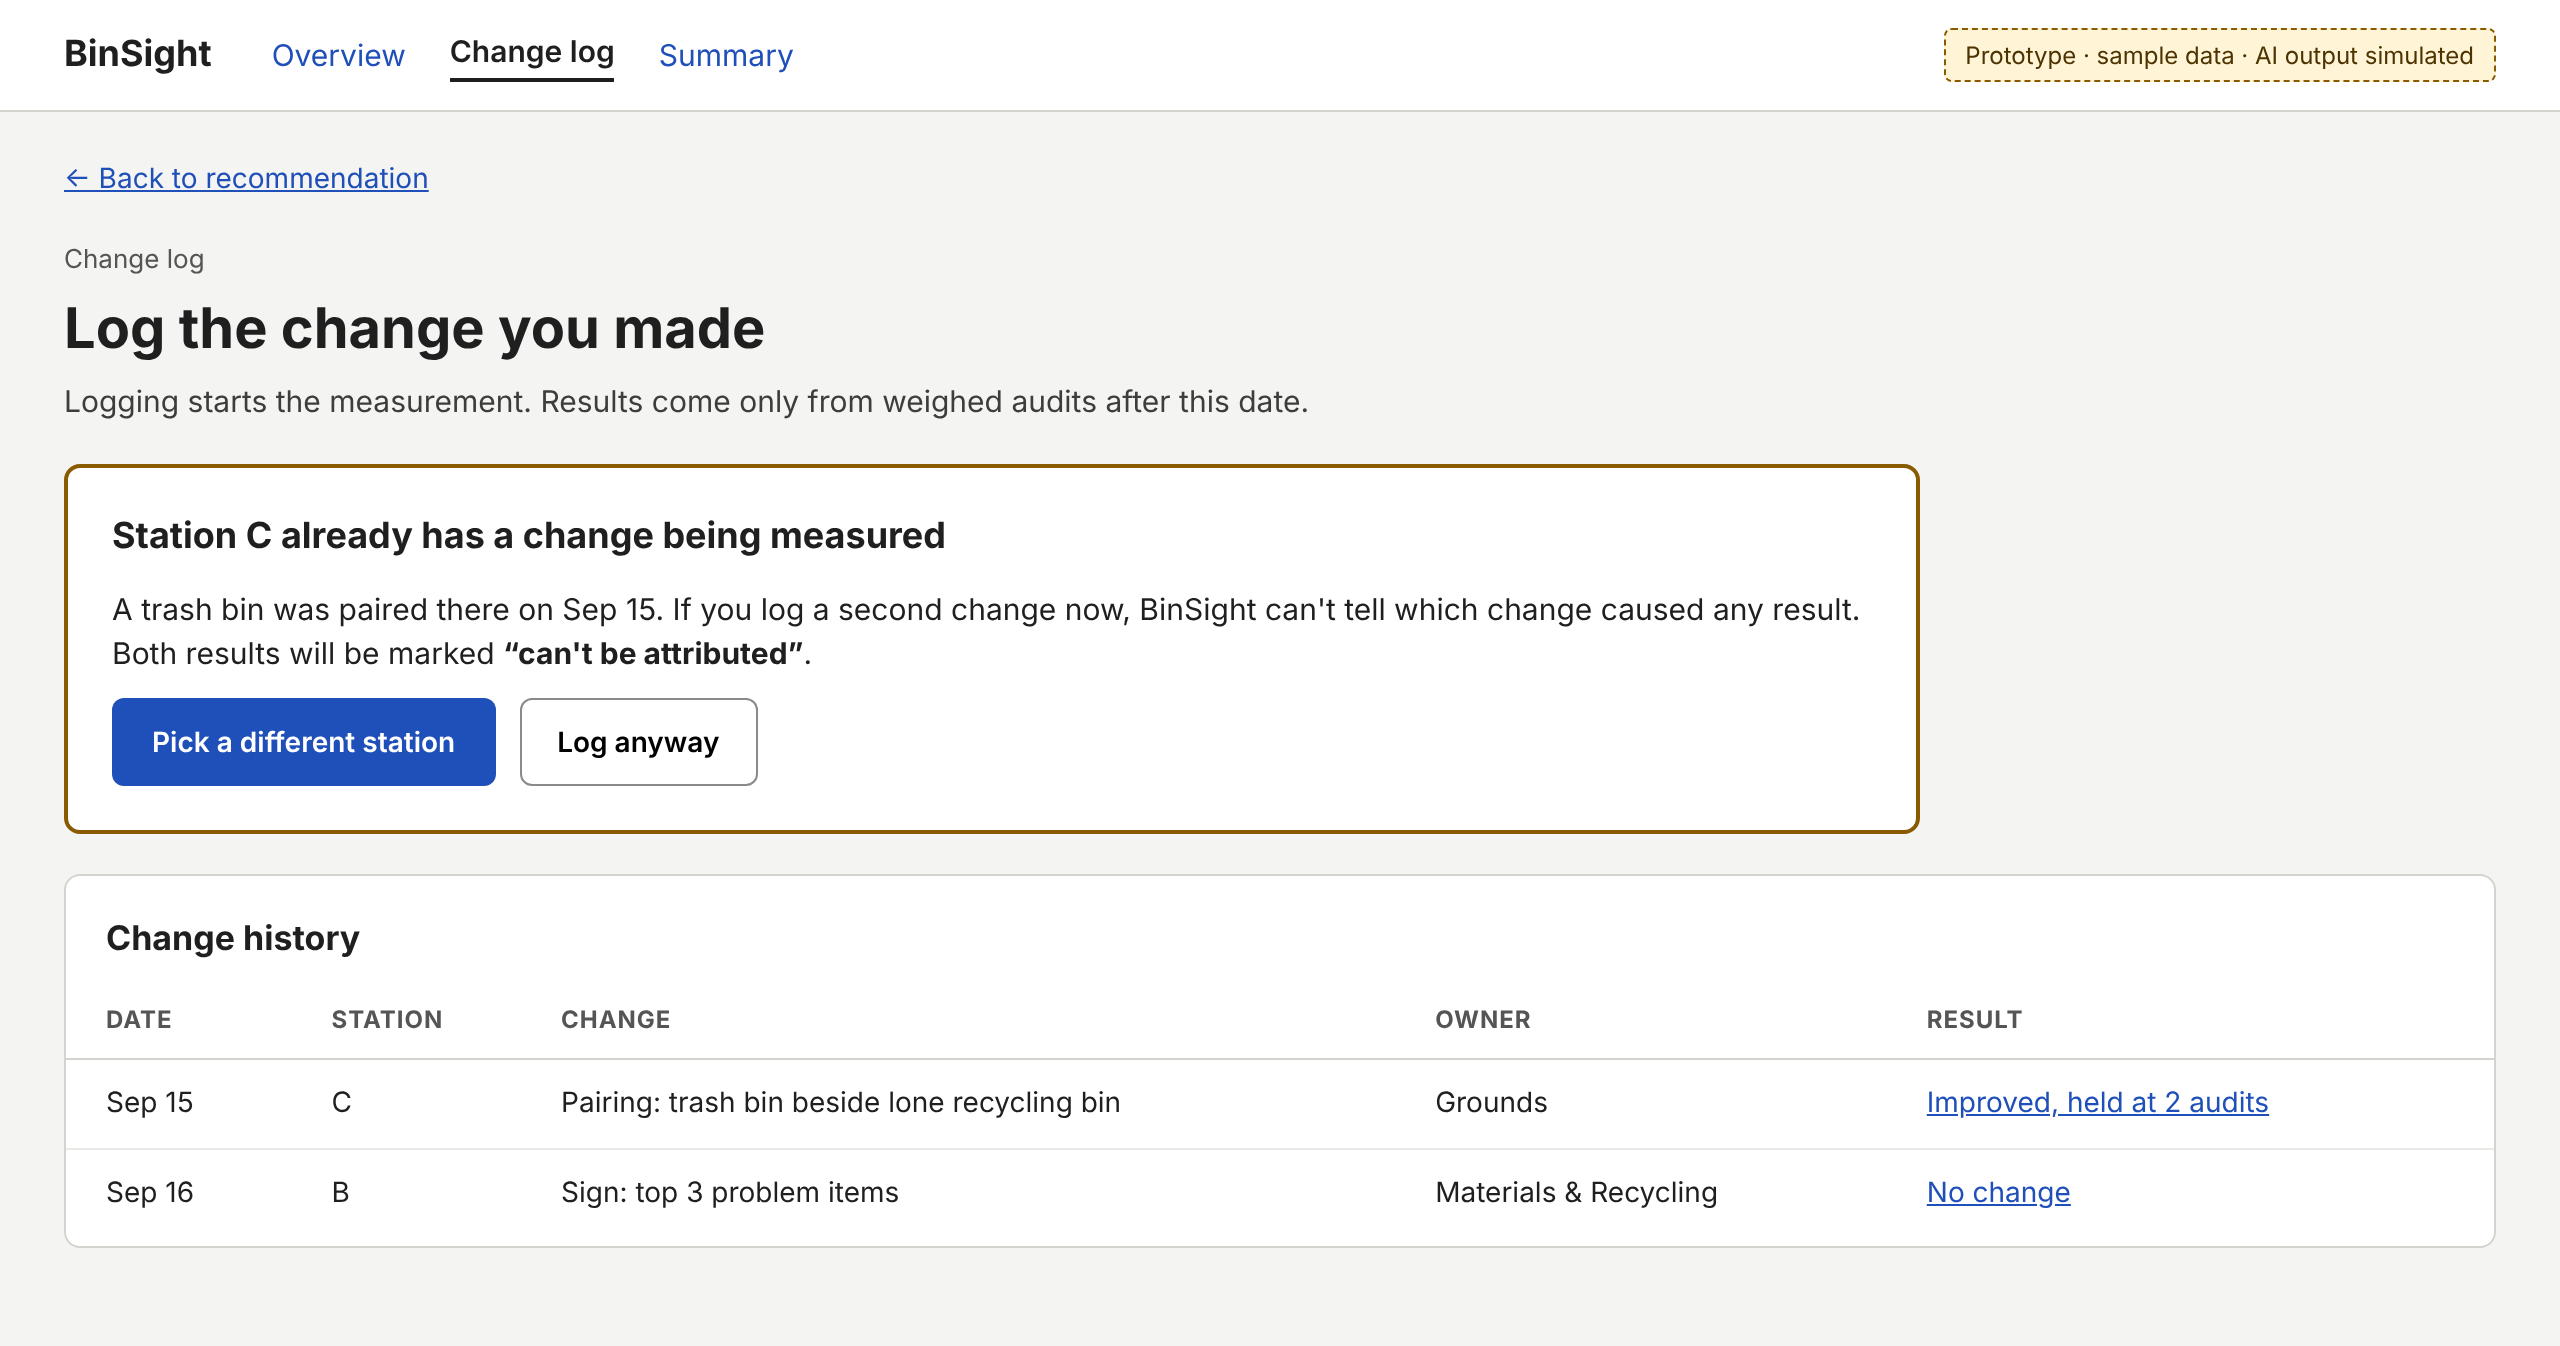 BinSight Overview Change log Summary Prototype · sample data · AI output simulated
← Back to recommendation
Change log
Log the change you made
Logging starts the measurement. Results come only from weighed audits after this date.
Station C already has a change being measured
A trash bin was paired there on Sep 15. If you log a second change now, BinSight can't tell which change caused any result.
Both results will be marked “can't be attributed”.
Pick a different station Log anyway
Change history
DATE STATION CHANGE OWNER RESULT
Sep 15 C Pairing: trash bin beside lone recycling bin Grounds Improved, held at 2 audits
Sep 16 B Sign: top 3 problem items Materials & Recycling No change